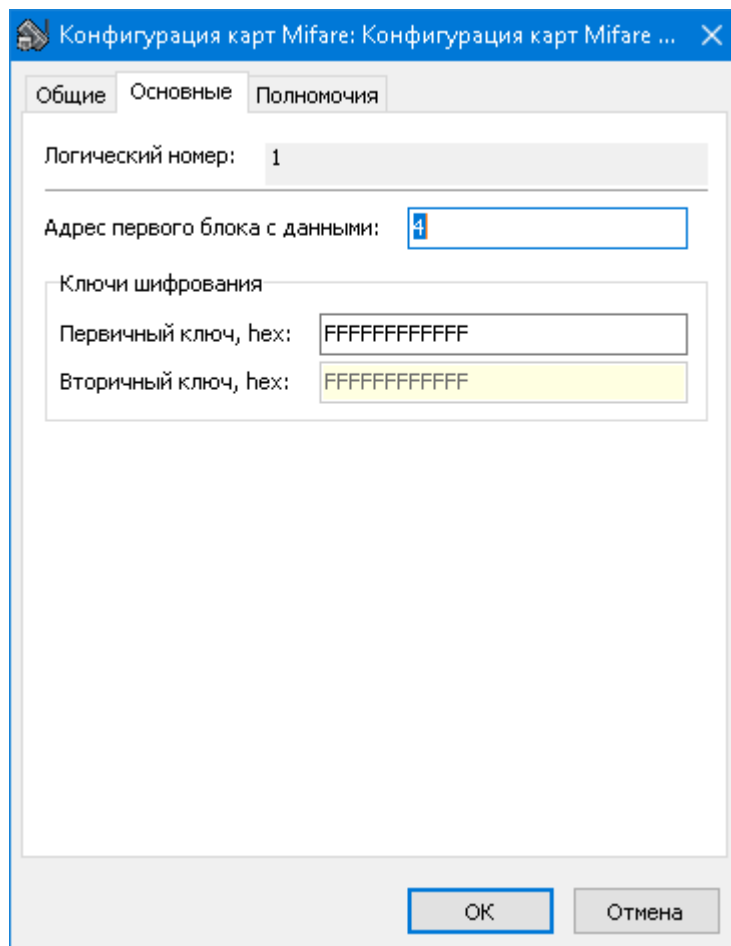 Конфигурация карт Mifare: Конфигурация карт Mifare ...
Общие Основные Полномочия
Логический номер: 1
Адрес первого блока с данными: 4
Ключи шифрования
Первичный ключ, hex: FFFFFFFFFFFF
Вторичный ключ, hex: FFFFFFFFFFFF
ОК Отмена